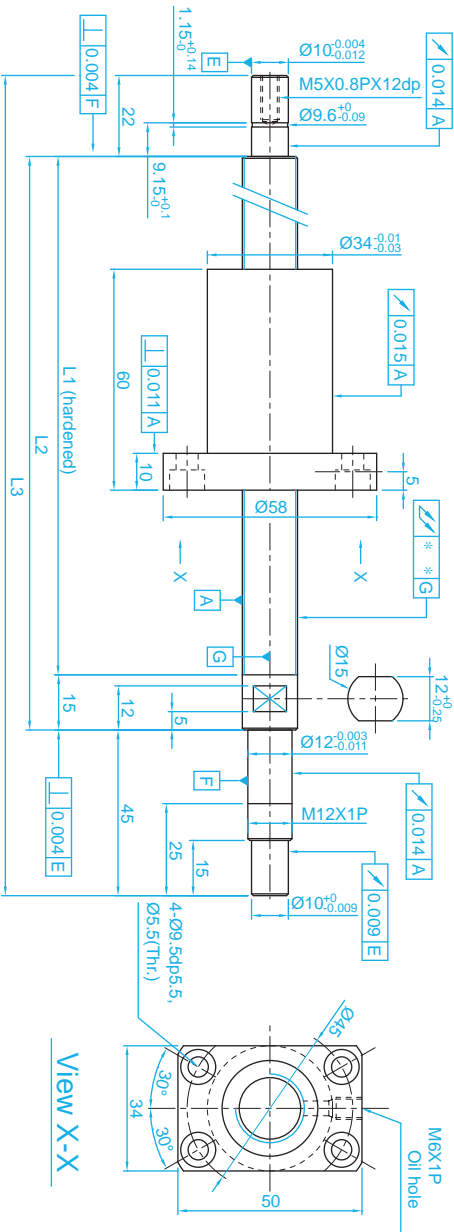 1.15+0.14 -0
E
Ø10-0.004 -0.012
M5X0.8PX12dp
Ø9.6+0 -0.09
0.014 A
0.004 F
22
9.15+0.1 -0
Ø34-0.01 -0.03
0.015 A
60
0.011 A
10
5
Ø58
L1 (hardened)
L2
L3
X
X
* * G
A
G
Ø15
12+0 -0.25
15
12
5
Ø12-0.003 -0.011
0.014 A
F
M12X1P
0.004 E
45
25
15
0.009 E
Ø10+0 -0.009
4-Ø9.5dp5.5,
Ø5.5(Thr.)
Ø45
M6X1P
Oil hole
30°
30°
34
50
View X-X